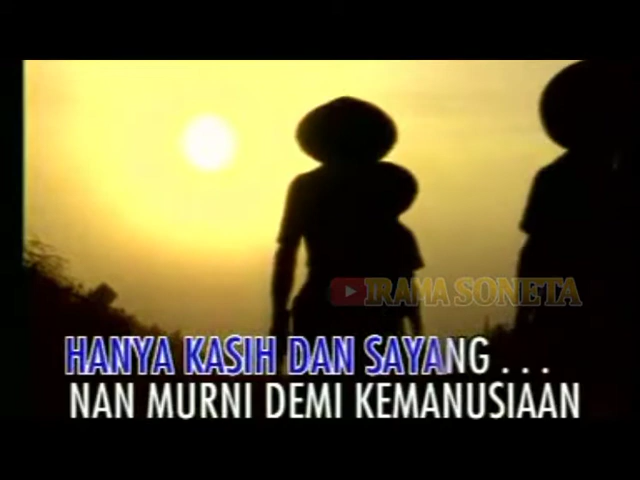 IRAMA SONETA
HANYA KASIH DAN SAYANG . . .
NAN MURNI DEMI KEMANUSIAAN